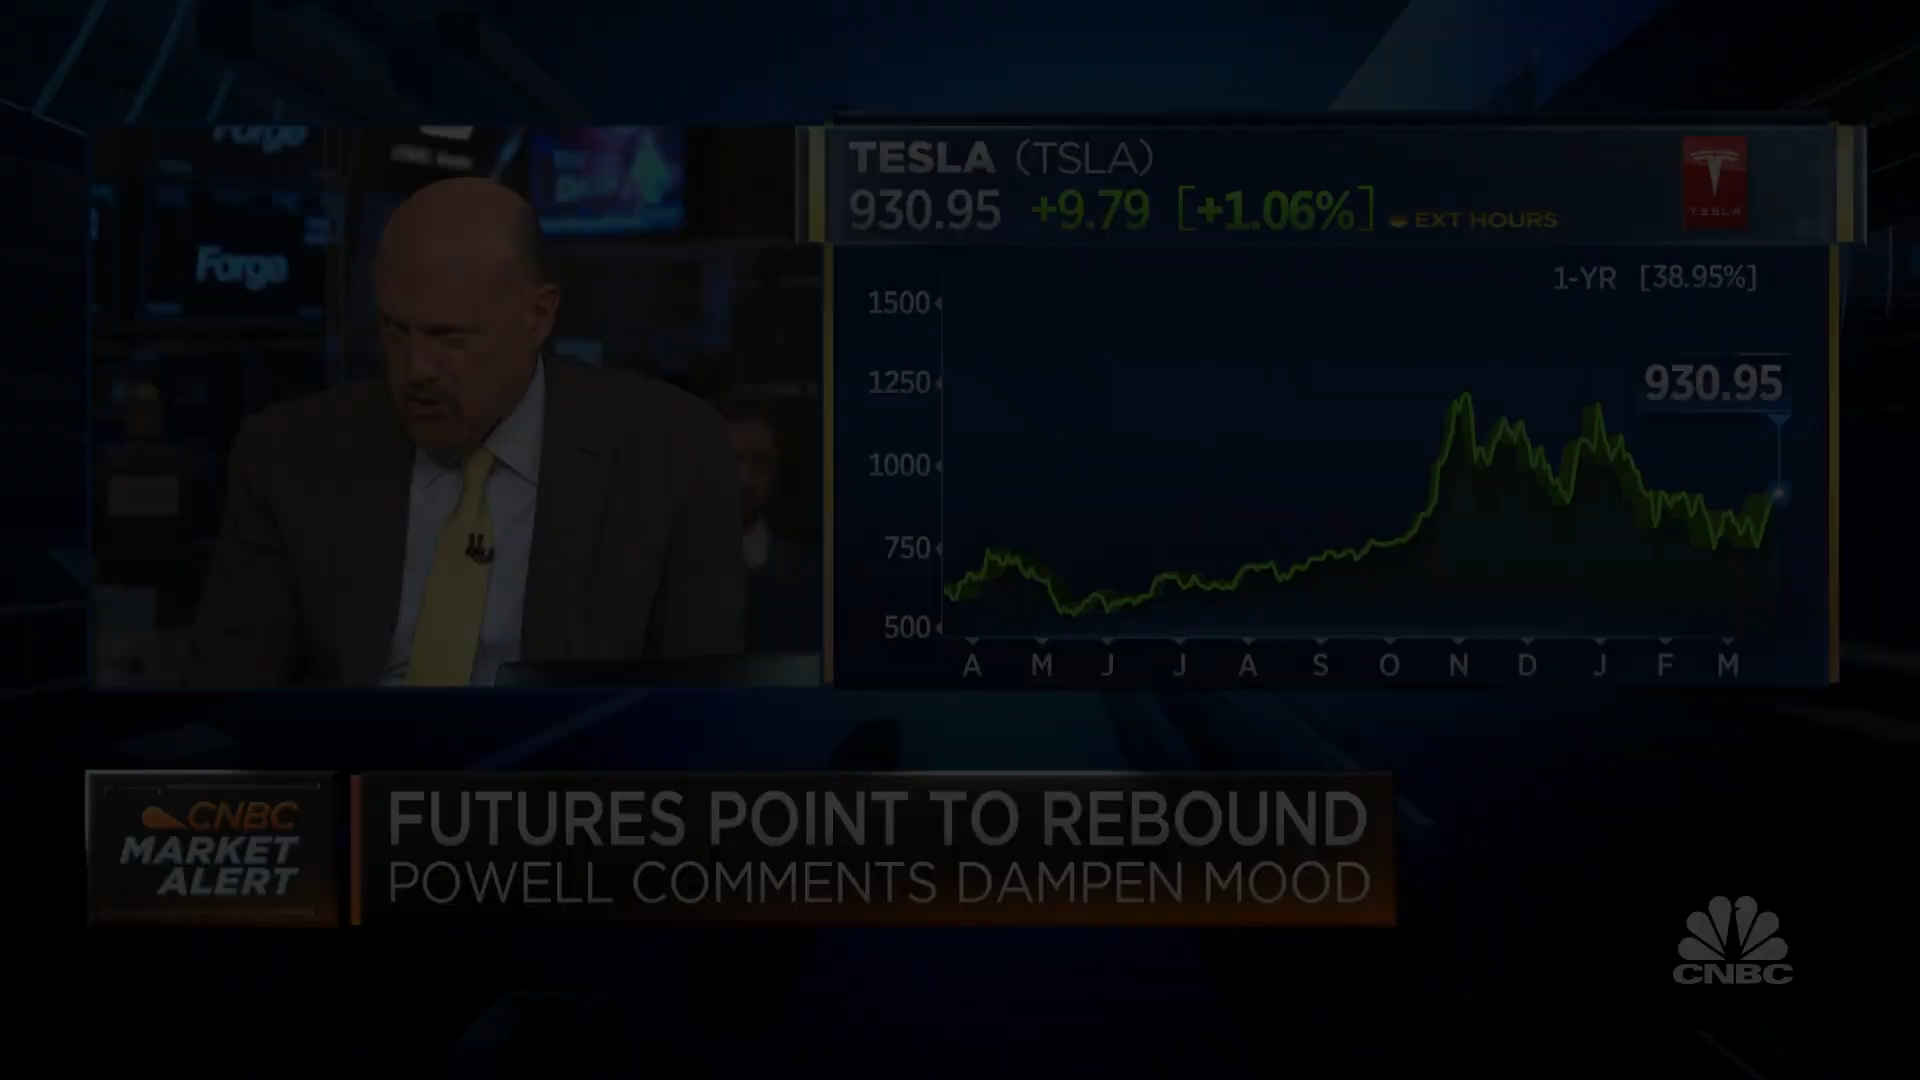 Forge
Forge
TESLA (TSLA)
930.95 +9.79 [+1.06%] EXT HOURS
TESLA
1-YR [38.95%]
1500
1250
1000
750
500
930.95
A M J J A S O N D J F M
CNBC
MARKET
ALERT
FUTURES POINT TO REBOUND
POWELL COMMENTS DAMPEN MOOD
CNBC